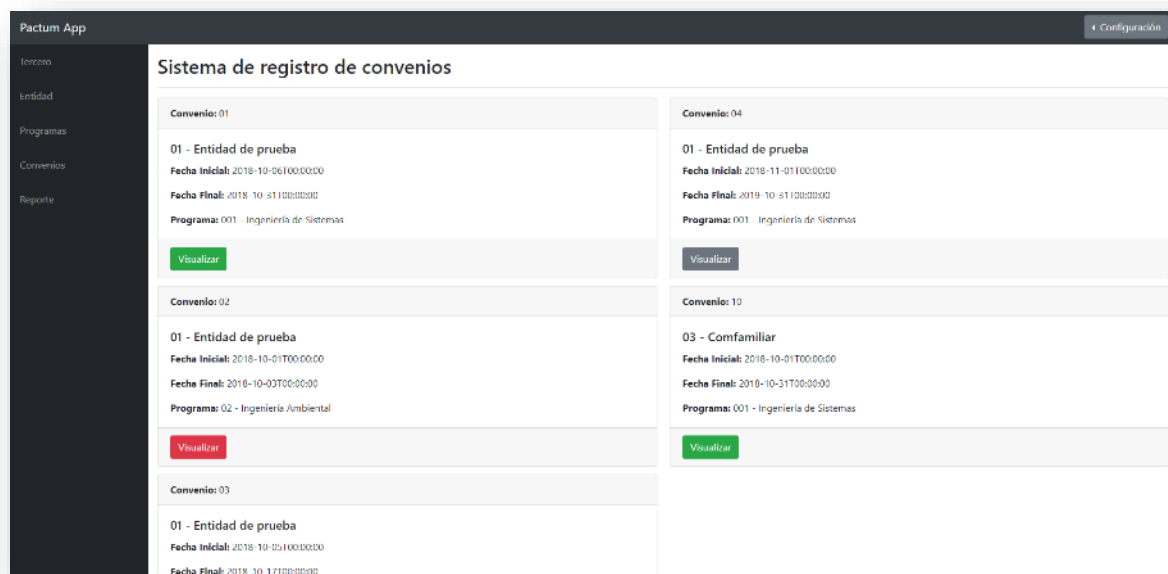 Pactum App
Configuración
Tercero
Entidad
Programas
Convenios
Reporte
Sistema de registro de convenios
Convenio: 01
01 - Entidad de prueba
Fecha Inicial: 2018-10-06T00:00:00
Fecha Final: 2018-10-31T00:00:00
Programa: 001 - Ingeniería de Sistemas
Visualizar
Convenio: 04
01 - Entidad de prueba
Fecha Inicial: 2018-11-01T00:00:00
Fecha Final: 2019-10-31T00:00:00
Programa: 001 - Ingeniería de Sistemas
Visualizar
Convenio: 02
01 - Entidad de prueba
Fecha Inicial: 2018-10-01T00:00:00
Fecha Final: 2018-10-03T00:00:00
Programa: 02 - Ingeniería Ambiental
Visualizar
Convenio: 10
03 - Comfamiliar
Fecha Inicial: 2018-10-01T00:00:00
Fecha Final: 2018-10-31T00:00:00
Programa: 001 - Ingeniería de Sistemas
Visualizar
Convenio: 03
01 - Entidad de prueba
Fecha Inicial: 2018-10-05T00:00:00
Fecha Final: 2018-10-17T00:00:00